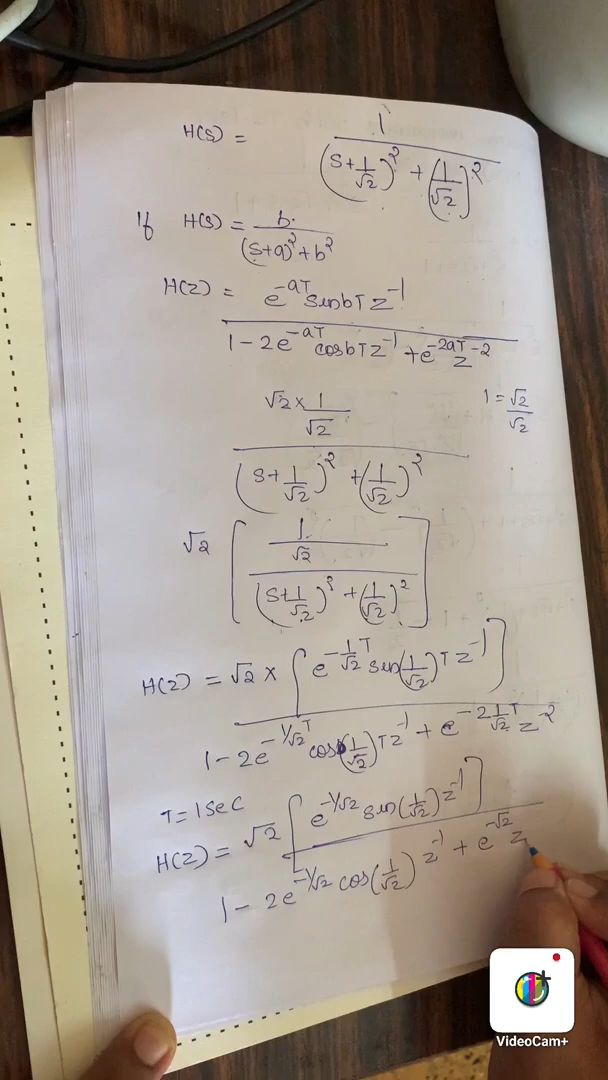 H(s) = 1 / (s+1/√2)² + (1/√2)²
If H(s) = b. / (s+a)² + b²
H(z) = e^-aT sinbT z^-1 / 1 - 2e^-aT cosbT z^-1 + e^-2aT z^-2
√2 × 1/√2 / (s+1/√2)² + (1/√2)²
1 = √2/√2
√2 [ 1/√2 / (s+1/√2)² + (1/√2)² ]
H(z) = √2 × [ e^-1/√2 T sin(1/√2)T z^-1 ] / 1 - 2e^-1/√2 T cos(1/√2)T z^-1 + e^-2 1/√2 T z^-2
T = 1 sec
H(z) = √2 [ e^-1/√2 sin(1/√2) z^-1 ] / 1 - 2e^-1/√2 cos(1/√2) z^-1 + e^-√2 z
VideoCam+